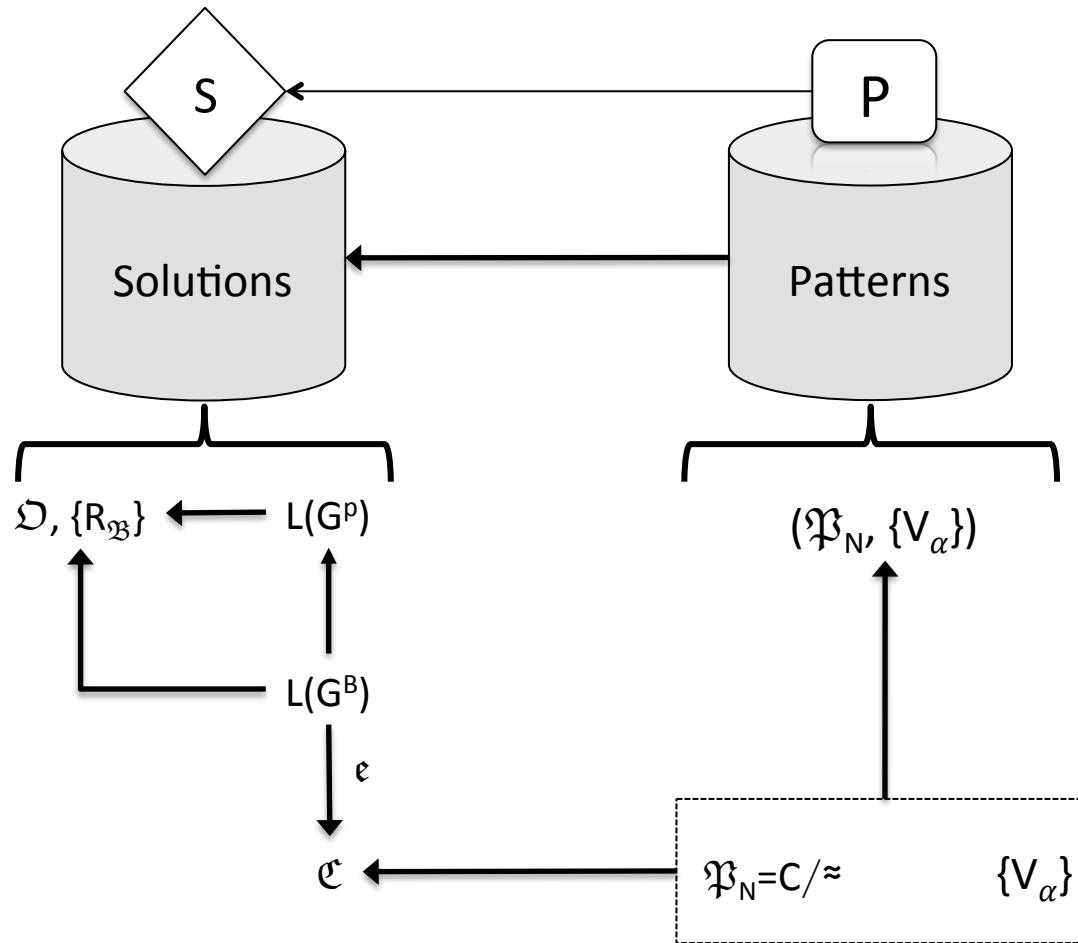 S P
Solutions Patterns
𝔒, {R𝔅} L(Gᵖ) (𝔓N, {Vα})
L(Gᴮ)
𝔢
ℭ 𝔓N=C/≈ {Vα}